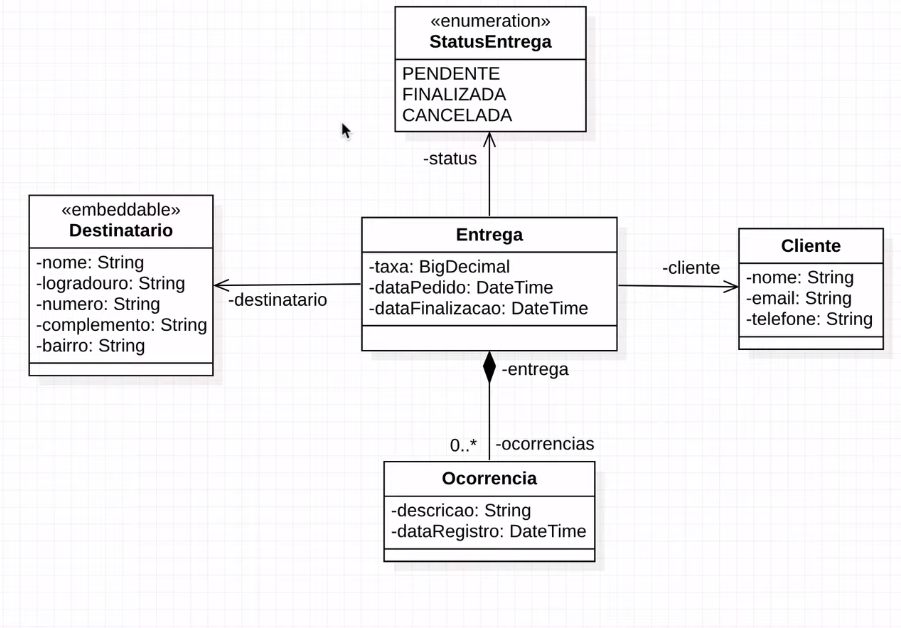 «enumeration»
StatusEntrega
PENDENTE
FINALIZADA
CANCELADA
-status
«embeddable»
Destinatario
-nome: String
-logradouro: String
-numero: String
-complemento: String
-bairro: String
-destinatario
Entrega
-taxa: BigDecimal
-dataPedido: DateTime
-dataFinalizacao: DateTime
-cliente
Cliente
-nome: String
-email: String
-telefone: String
-entrega
0..* -ocorrencias
Ocorrencia
-descricao: String
-dataRegistro: DateTime